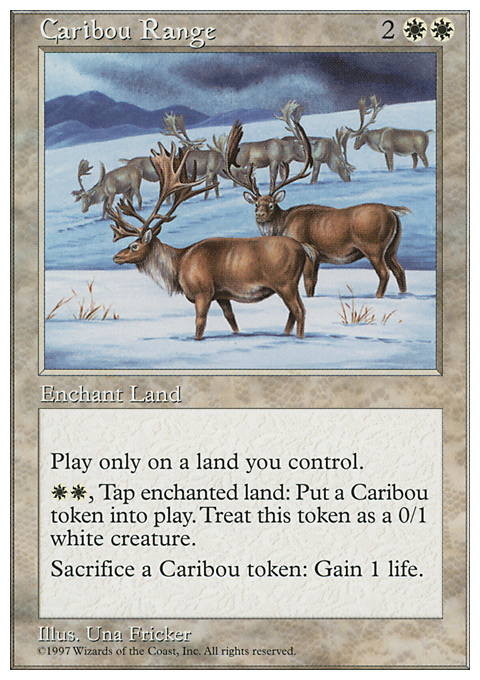 Caribou Range 2
Enchant Land
Play only on a land you control.
, Tap enchanted land: Put a Caribou
token into play. Treat this token as a 0/1
white creature.
Sacrifice a Caribou token: Gain 1 life.
Illus. Una Fricker
©1997 Wizards of the Coast, Inc. All rights reserved.